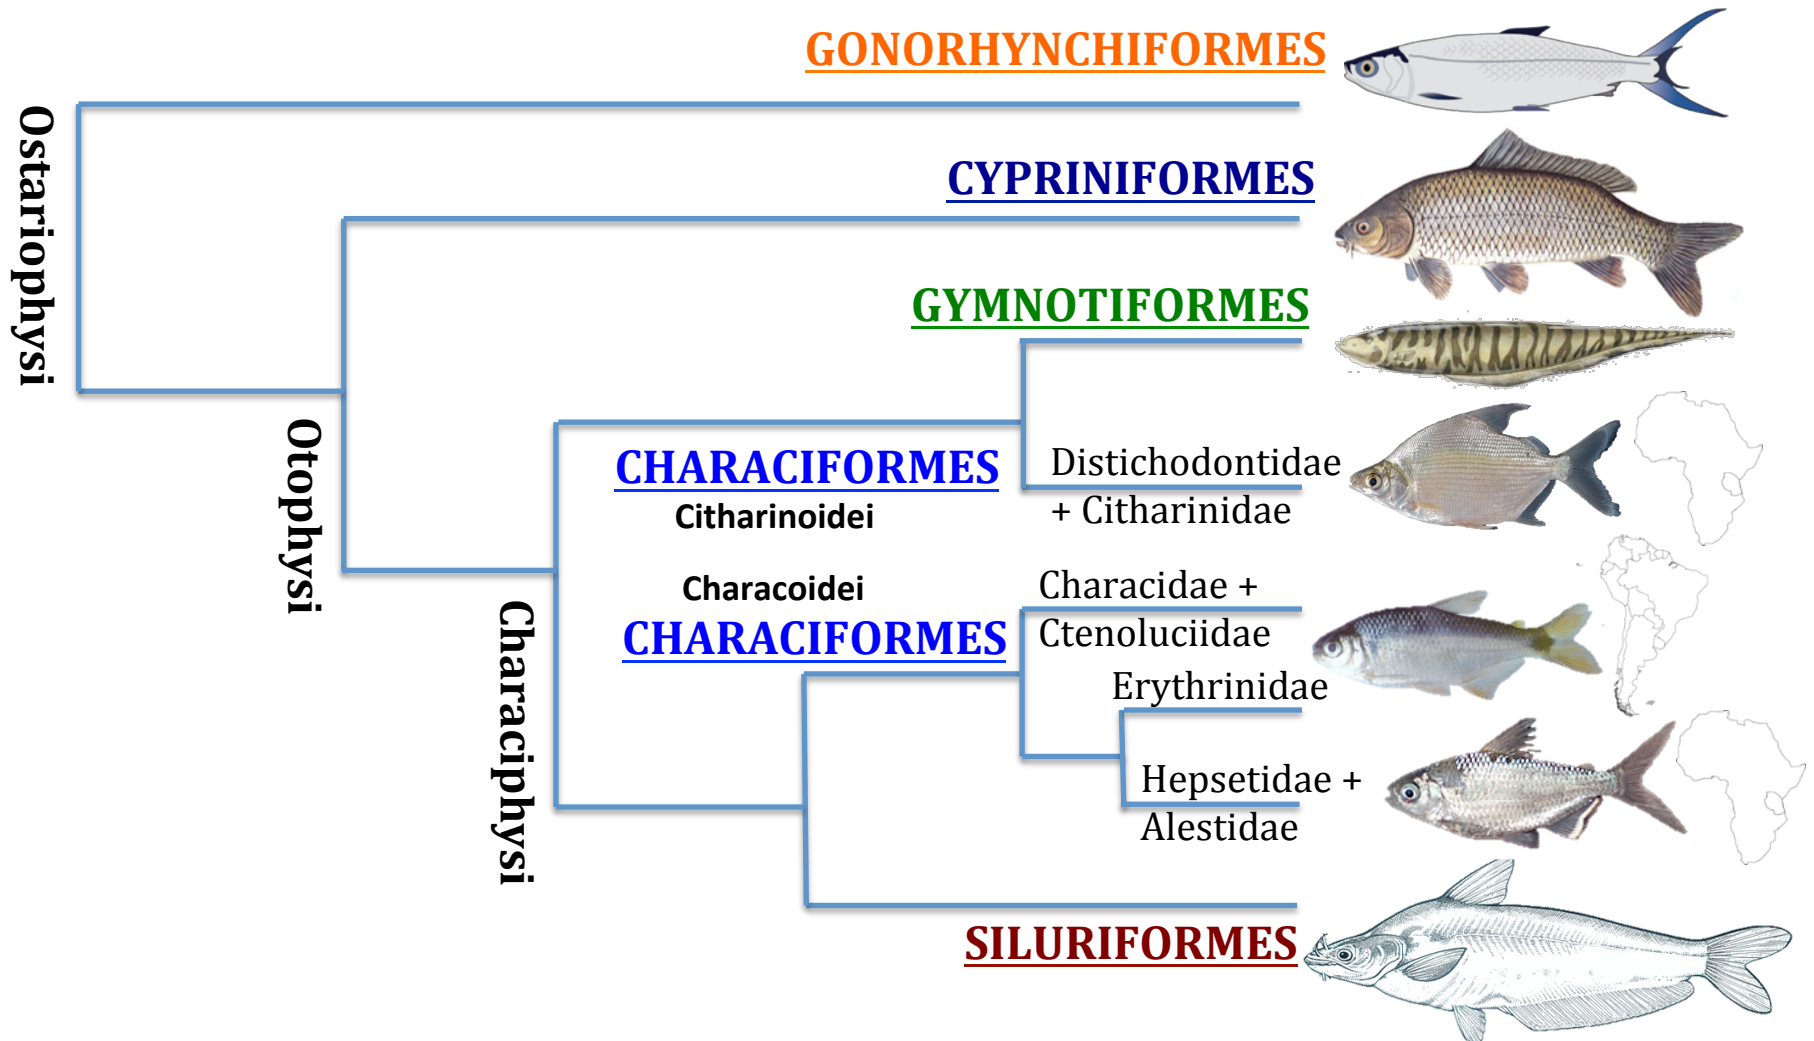 GONORHYNCHIFORMES
Ostariophysi
CYPRINIFORMES
GYMNOTIFORMES
Otophysi
CHARACIFORMES
Citharinoidei
Distichodontidae
+ Citharinidae
Characiphysi
Characoidei
CHARACIFORMES
Characidae +
Ctenoluciidae
Erythrinidae
Hepsetidae +
Alestidae
SILURIFORMES